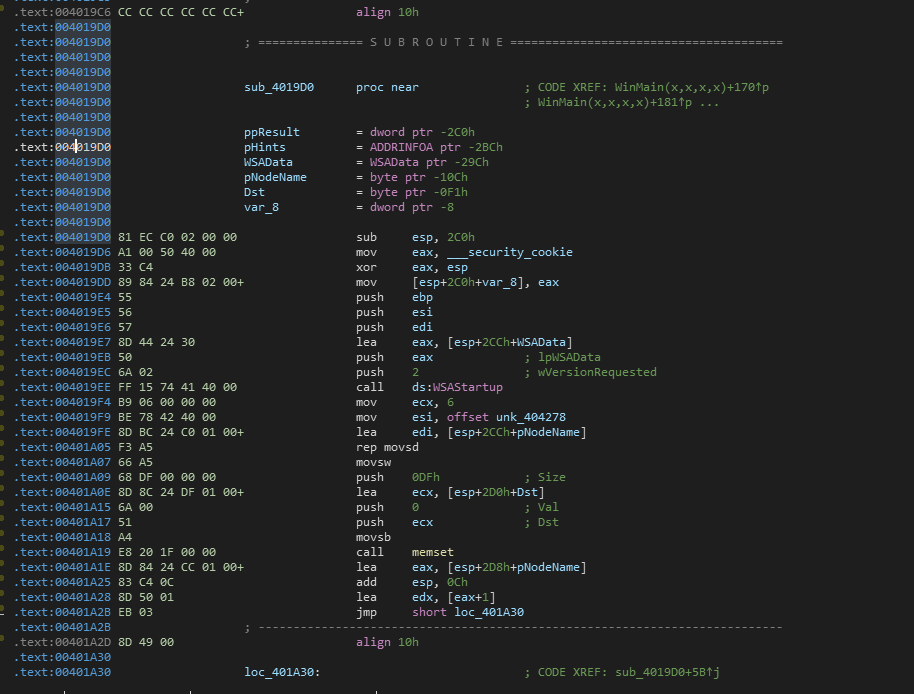 .text:004019C6 CC CC CC CC CC CC+ align 10h
.text:004019D0
.text:004019D0 ; =============== S U B R O U T I N E =======================================
.text:004019D0
.text:004019D0
.text:004019D0 sub_4019D0 proc near ; CODE XREF: WinMain(x,x,x,x)+170↑p
.text:004019D0 ; WinMain(x,x,x,x)+181↑p ...
.text:004019D0
.text:004019D0 ppResult = dword ptr -2C0h
.text:004019D0 pHints = ADDRINFOA ptr -2BCh
.text:004019D0 WSAData = WSAData ptr -29Ch
.text:004019D0 pNodeName = byte ptr -10Ch
.text:004019D0 Dst = byte ptr -0F1h
.text:004019D0 var_8 = dword ptr -8
.text:004019D0
.text:004019D0 81 EC C0 02 00 00 sub esp, 2C0h
.text:004019D6 A1 00 50 40 00 mov eax, ___security_cookie
.text:004019DB 33 C4 xor eax, esp
.text:004019DD 89 84 24 B8 02 00+ mov [esp+2C0h+var_8], eax
.text:004019E4 55 push ebp
.text:004019E5 56 push esi
.text:004019E6 57 push edi
.text:004019E7 8D 44 24 30 lea eax, [esp+2CCh+WSAData]
.text:004019EB 50 push eax ; lpWSAData
.text:004019EC 6A 02 push 2 ; wVersionRequested
.text:004019EE FF 15 74 41 40 00 call ds:WSAStartup
.text:004019F4 B9 06 00 00 00 mov ecx, 6
.text:004019F9 BE 78 42 40 00 mov esi, offset unk_404278
.text:004019FE 8D BC 24 C0 01 00+ lea edi, [esp+2CCh+pNodeName]
.text:00401A05 F3 A5 rep movsd
.text:00401A07 66 A5 movsw
.text:00401A09 68 DF 00 00 00 push 0DFh ; Size
.text:00401A0E 8D 8C 24 DF 01 00+ lea ecx, [esp+2D0h+Dst]
.text:00401A15 6A 00 push 0 ; Val
.text:00401A17 51 push ecx ; Dst
.text:00401A18 A4 movsb
.text:00401A19 E8 20 1F 00 00 call memset
.text:00401A1E 8D 84 24 CC 01 00+ lea eax, [esp+2D8h+pNodeName]
.text:00401A25 83 C4 0C add esp, 0Ch
.text:00401A28 8D 50 01 lea edx, [eax+1]
.text:00401A2B EB 03 jmp short loc_401A30
.text:00401A2B ; ---------------------------------------------------------------------------
.text:00401A2D 8D 49 00 align 10h
.text:00401A30
.text:00401A30 loc_401A30: ; CODE XREF: sub_4019D0+5B↑j